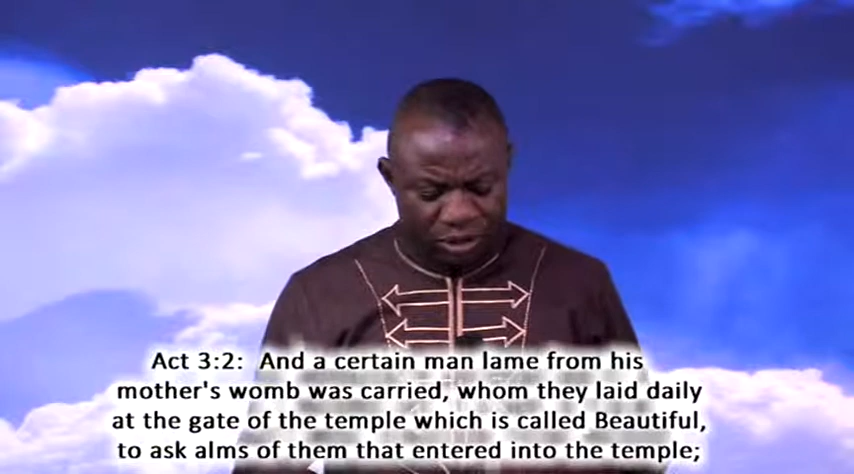 Act 3:2:  And a certain man lame from his
mother's womb was carried, whom they laid daily
at the gate of the temple which is called Beautiful,
to ask alms of them that entered into the temple;